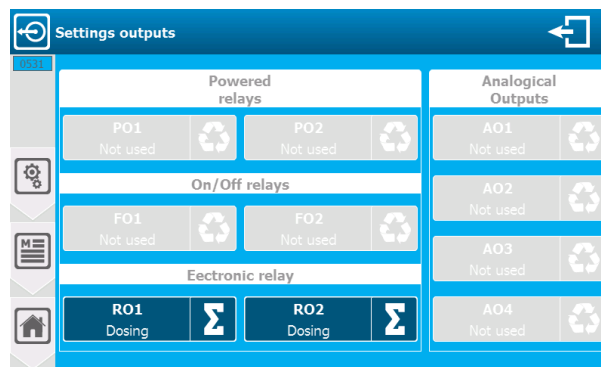 Settings outputs
0531
Powered
relays
PO1
Not used
PO2
Not used
On/Off relays
FO1
Not used
FO2
Not used
Eectronic relay
RO1
Dosing
Σ
RO2
Dosing
Σ
Analogical
Outputs
AO1
Not used
AO2
Not used
AO3
Not used
AO4
Not used
M